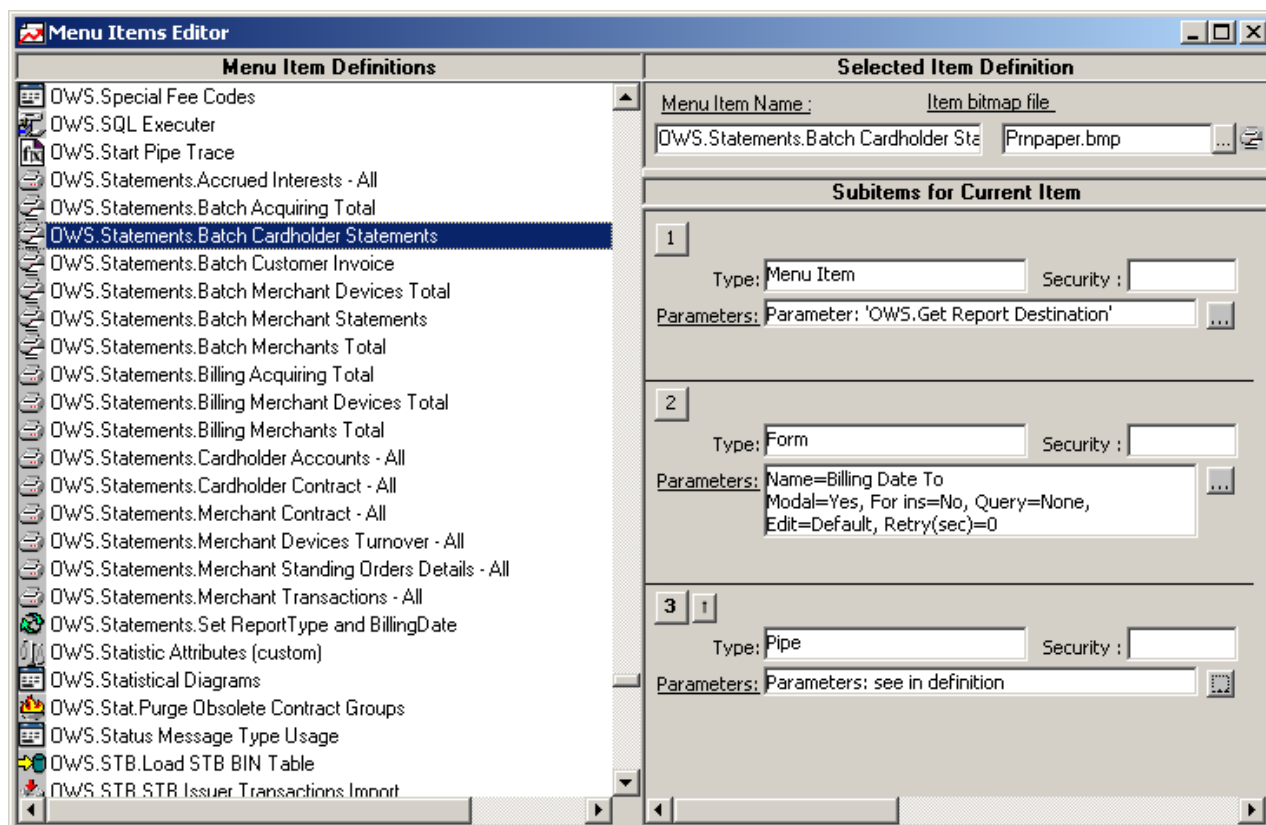 Menu Items Editor
Menu Item Definitions
OWS.Special Fee Codes
OWS.SQL Executer
OWS.Start Pipe Trace
OWS.Statements.Accrued Interests - All
OWS.Statements.Batch Acquiring Total
OWS.Statements.Batch Cardholder Statements
OWS.Statements.Batch Customer Invoice
OWS.Statements.Batch Merchant Devices Total
OWS.Statements.Batch Merchant Statements
OWS.Statements.Batch Merchants Total
OWS.Statements.Billing Acquiring Total
OWS.Statements.Billing Merchant Devices Total
OWS.Statements.Billing Merchants Total
OWS.Statements.Cardholder Accounts - All
OWS.Statements.Cardholder Contract - All
OWS.Statements.Merchant Contract - All
OWS.Statements.Merchant Devices Turnover - All
OWS.Statements.Merchant Standing Orders Details - All
OWS.Statements.Merchant Transactions - All
OWS.Statements.Set ReportType and BillingDate
OWS.Statistic Attributes (custom)
OWS.Statistical Diagrams
OWS.Stat.Purge Obsolete Contract Groups
OWS.Status Message Type Usage
OWS.STB.Load STB BIN Table
OWS.STB.STB Issuer Transactions Import
Selected Item Definition
Menu Item Name : Item bitmap file
OWS.Statements.Batch Cardholder Sta Prnpaper.bmp ...
Subitems for Current Item
1
Type: Menu Item Security :
Parameters: Parameter: 'OWS.Get Report Destination' ...
2
Type: Form Security :
Parameters: Name=Billing Date To ...
Modal=Yes, For ins=No, Query=None,
Edit=Default, Retry(sec)=0
3 ↑
Type: Pipe Security :
Parameters: Parameters: see in definition ...